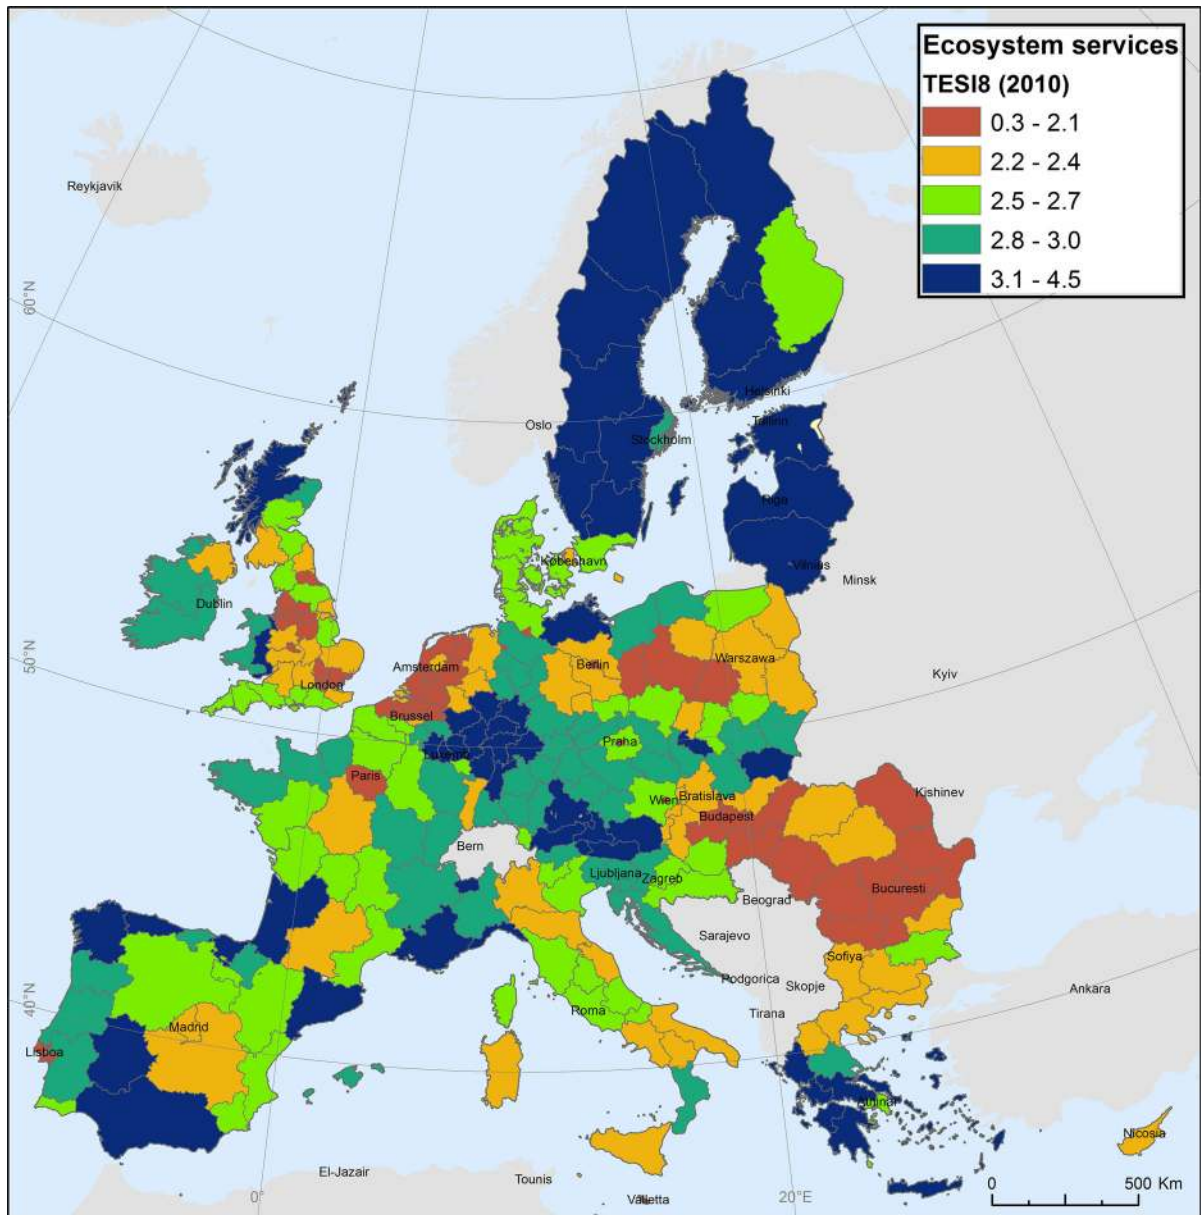 Ecosystem services
TESI8 (2010)
0.3 - 2.1
2.2 - 2.4
2.5 - 2.7
2.8 - 3.0
3.1 - 4.5
Reykjavik
60°N
Helsinki
Tallinn
Oslo
Stockholm
Riga
København
Vilnius
Minsk
Dublin
50°N
Amsterdam
Berlin
Warszawa
London
Kyiv
Brussel
Praha
Luxemb
Paris
Wien
Bratislava
Kishinev
Budapest
Bern
Ljubljana
Zagreb
Bucuresti
Beograd
Sarajevo
Sofiya
Podgorica
Skopje
Ankara
40°N
Roma
Tirana
Madrid
Lisboa
Athinai
Nicosia
El-Jazair
Tounis
Valletta
0°
20°E
0 500 Km